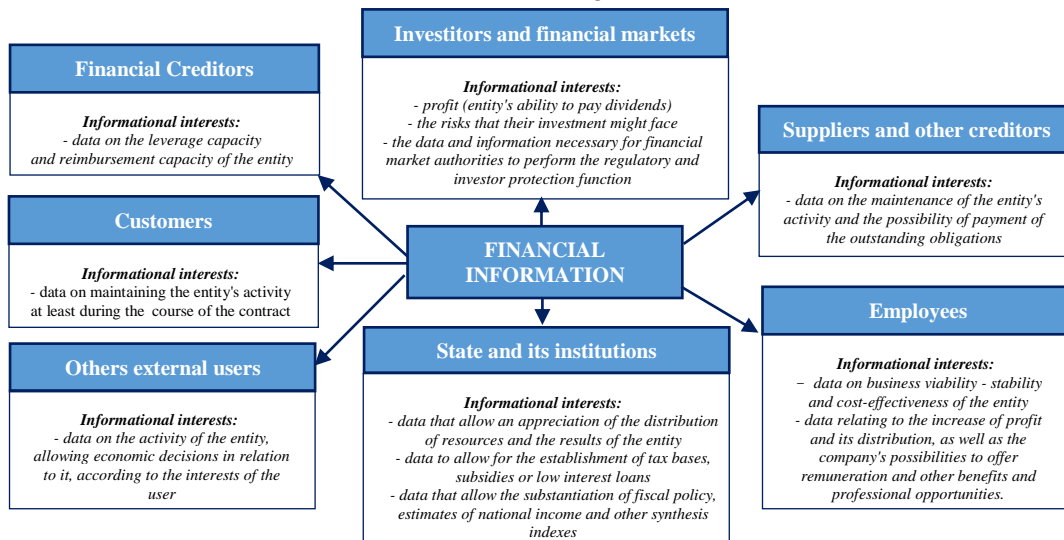 Financial Creditors
Informational interests:
- data on the leverage capacity
and reimbursement capacity of the entity
Investitors and financial markets
Informational interests:
- profit (entity's ability to pay dividends)
- the risks that their investment might face
- the data and information necessary for financial
market authorities to perform the regulatory and
investor protection function
Suppliers and other creditors
Informational interests:
- data on the maintenance of the entity's
activity and the possibility of payment of
the outstanding obligations
Customers
Informational interests:
- data on maintaining the entity's activity
at least during the course of the contract
FINANCIAL
INFORMATION
Others external users
Informational interests:
- data on the activity of the entity,
allowing economic decisions in relation
to it, according to the interests of the
user
State and its institutions
Informational interests:
- data that allow an appreciation of the distribution
of resources and the results of the entity
- data to allow for the establishment of tax bases,
subsidies or low interest loans
- data that allow the substantiation of fiscal policy,
estimates of national income and other synthesis
indexes
Employees
Informational interests:
- data on business viability - stability
and cost-effectiveness of the entity
- data relating to the increase of profit
and its distribution, as well as the
company's possibilities to offer
remuneration and other benefits and
professional opportunities.